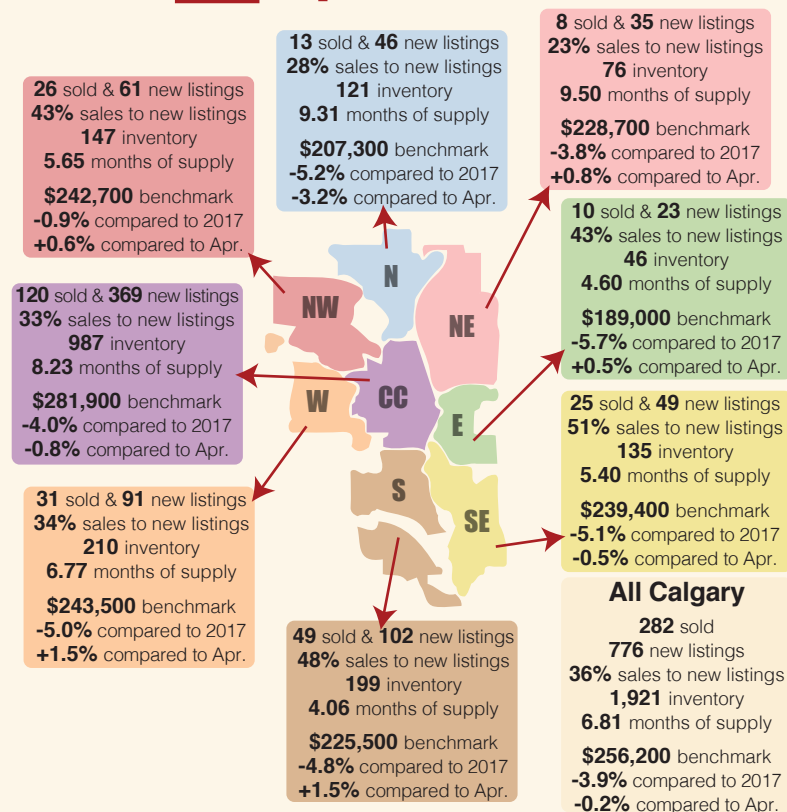 13 sold & 46 new listings
28% sales to new listings
121 inventory
9.31 months of supply
$207,300 benchmark
-5.2% compared to 2017
-3.2% compared to Apr.
8 sold & 35 new listings
23% sales to new listings
76 inventory
9.50 months of supply
$228,700 benchmark
-3.8% compared to 2017
+0.8% compared to Apr.
26 sold & 61 new listings
43% sales to new listings
147 inventory
5.65 months of supply
$242,700 benchmark
-0.9% compared to 2017
+0.6% compared to Apr.
10 sold & 23 new listings
43% sales to new listings
46 inventory
4.60 months of supply
$189,000 benchmark
-5.7% compared to 2017
+0.5% compared to Apr.
N
NW
NE
W
CC
E
S
SE
120 sold & 369 new listings
33% sales to new listings
987 inventory
8.23 months of supply
$281,900 benchmark
-4.0% compared to 2017
-0.8% compared to Apr.
25 sold & 49 new listings
51% sales to new listings
135 inventory
5.40 months of supply
$239,400 benchmark
-5.1% compared to 2017
-0.5% compared to Apr.
31 sold & 91 new listings
34% sales to new listings
210 inventory
6.77 months of supply
$243,500 benchmark
-5.0% compared to 2017
+1.5% compared to Apr.
49 sold & 102 new listings
48% sales to new listings
199 inventory
4.06 months of supply
$225,500 benchmark
-4.8% compared to 2017
+1.5% compared to Apr.
All Calgary
282 sold
776 new listings
36% sales to new listings
1,921 inventory
6.81 months of supply
$256,200 benchmark
-3.9% compared to 2017
-0.2% compared to Apr.